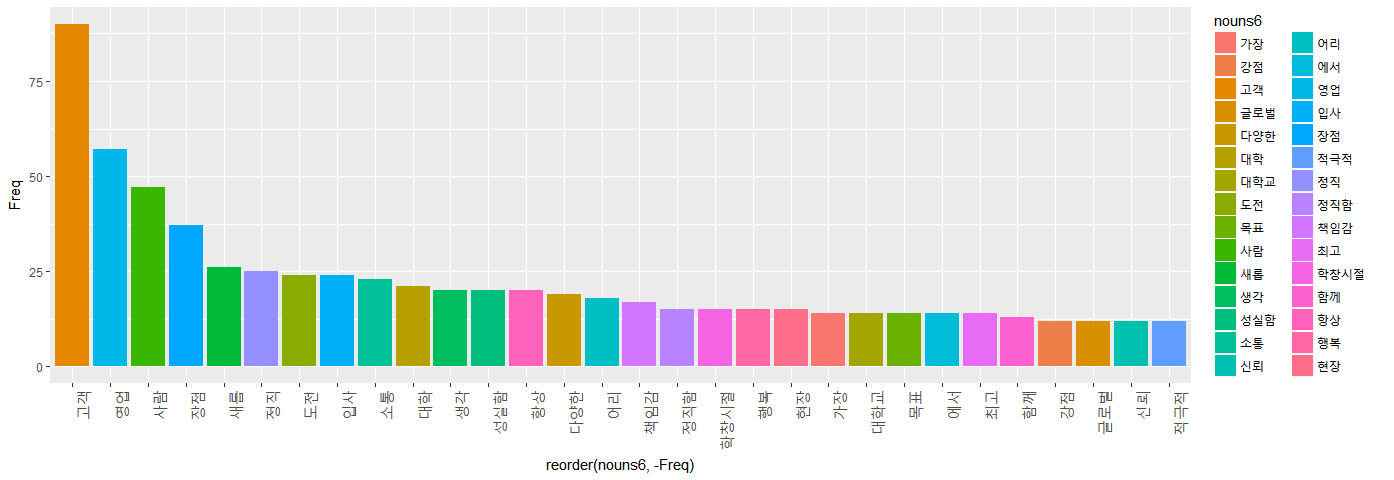 Freq
75
50
25
0
고객
영업
사람
장점
새롭
정직
도전
입사
소통
대학
생각
성실함
항상
다양한
어리
책임감
정직함
학창시절
행복
현장
가장
대학교
목표
에서
최고
함께
강점
글로벌
신뢰
적극적
reorder(nouns6, -Freq)
nouns6
가장
강점
고객
글로벌
다양한
대학
대학교
도전
목표
사람
새롭
생각
성실함
소통
신뢰
어리
에서
영업
입사
장점
적극적
정직
정직함
책임감
최고
학창시절
함께
항상
행복
현장